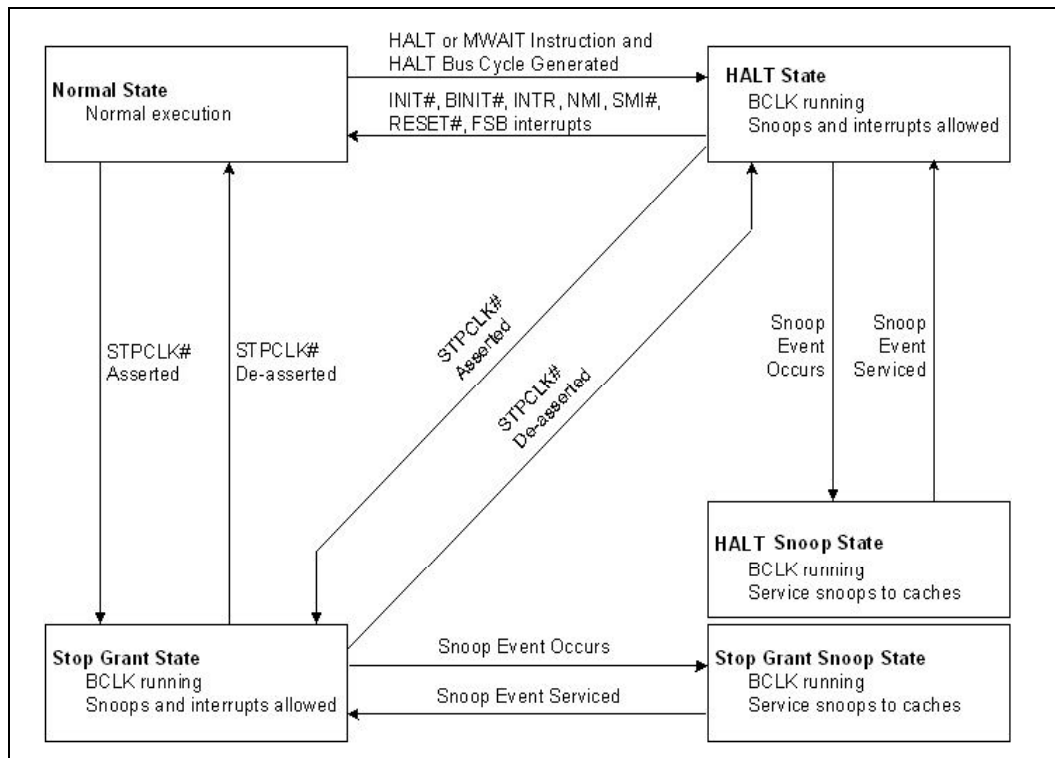 HALT or MWAIT Instruction and
HALT Bus Cycle Generated
Normal State
Normal execution
INIT#, BINIT#, INTR, NMI, SMI#,
RESET#, FSB interrupts
HALT State
BCLK running
Snoops and interrupts allowed
STPCLK#
Asserted
STPCLK#
De-asserted
STPCLK#
Asserted
STPCLK#
De-asserted
Snoop
Event
Occurs
Snoop
Event
Serviced
HALT Snoop State
BCLK running
Service snoops to caches
Stop Grant State
BCLK running
Snoops and interrupts allowed
Snoop Event Occurs
Snoop Event Serviced
Stop Grant Snoop State
BCLK running
Service snoops to caches